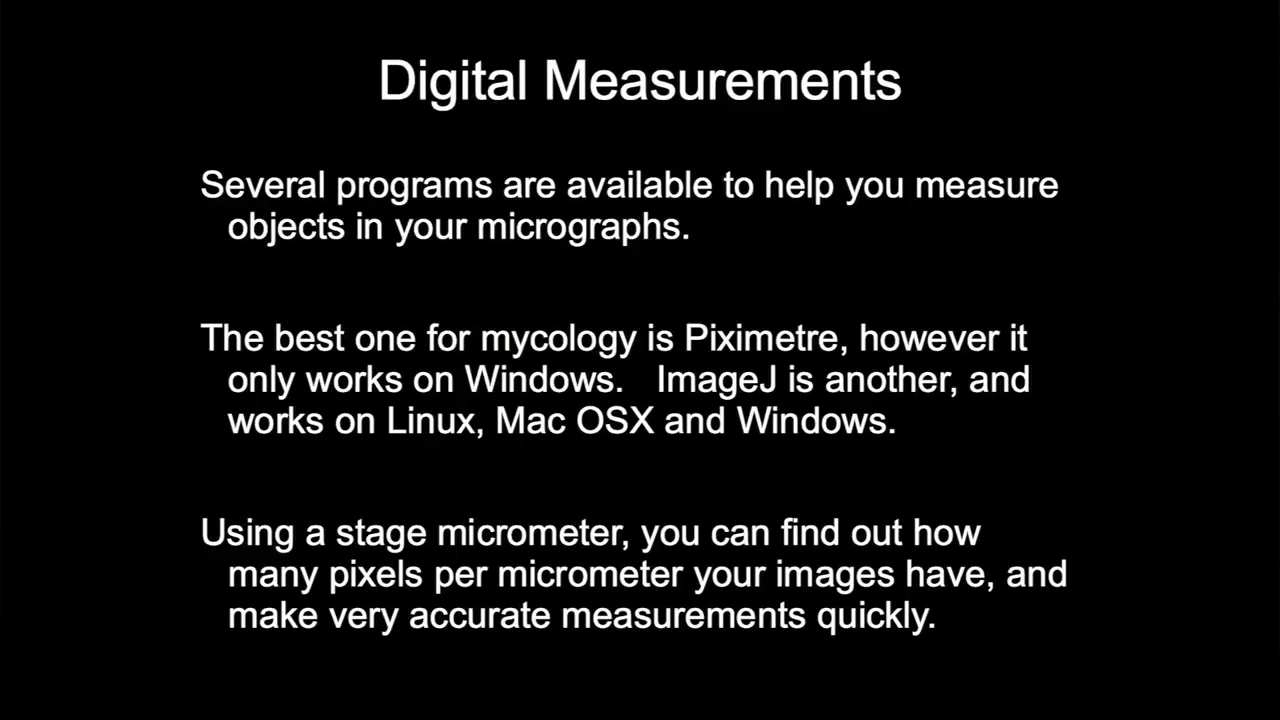 Digital Measurements
Several programs are available to help you measure
objects in your micrographs.
The best one for mycology is Piximetre, however it
only works on Windows.   ImageJ is another, and
works on Linux, Mac OSX and Windows.
Using a stage micrometer, you can find out how
many pixels per micrometer your images have, and
make very accurate measurements quickly.